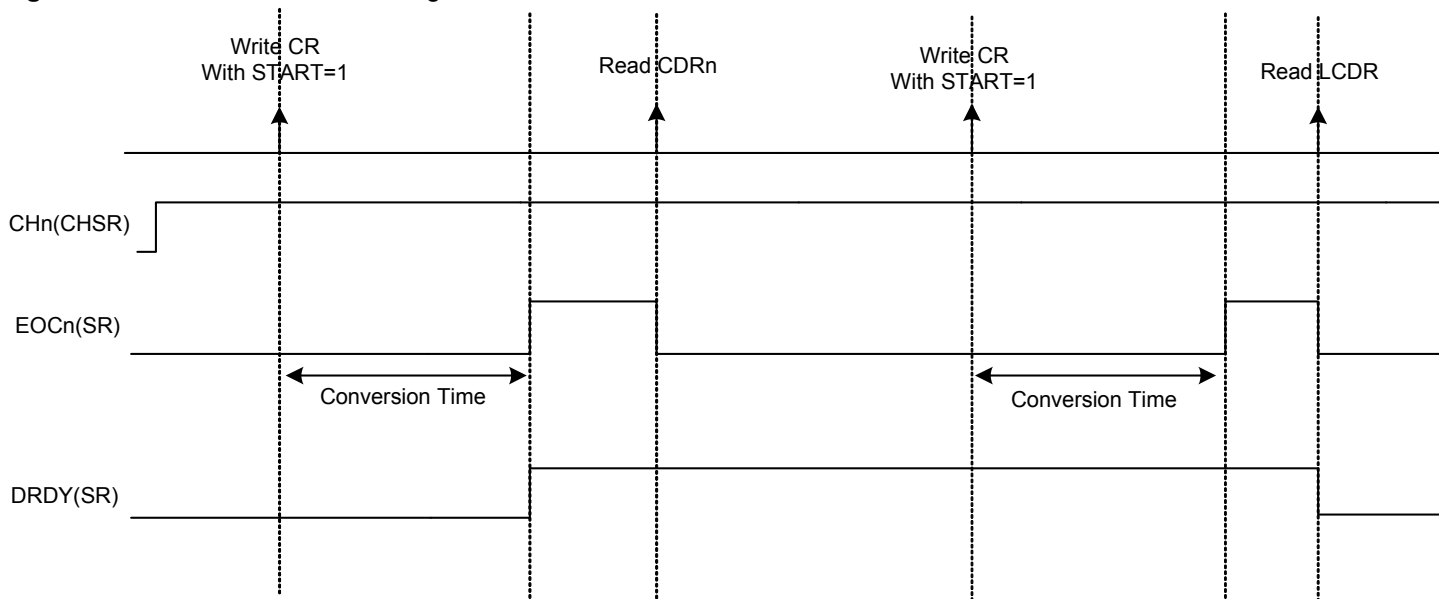 Write CR
With START=1
Read CDRn
Write CR
With START=1
Read LCDR
CHn(CHSR)
EOCn(SR)
Conversion Time
Conversion Time
DRDY(SR)